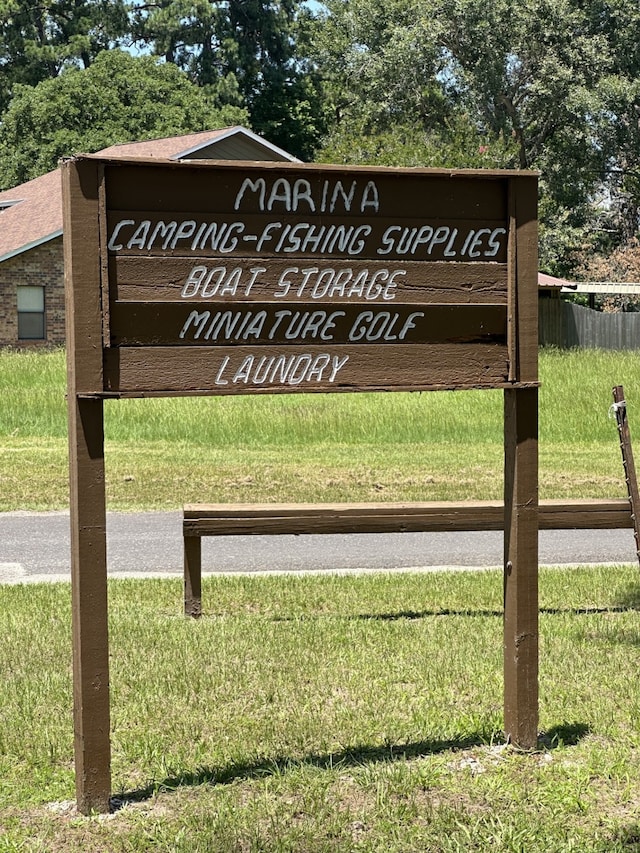 MARINA
CAMPING-FISHING SUPPLIES
BOAT STORAGE
MINIATURE GOLF
LAUNDRY